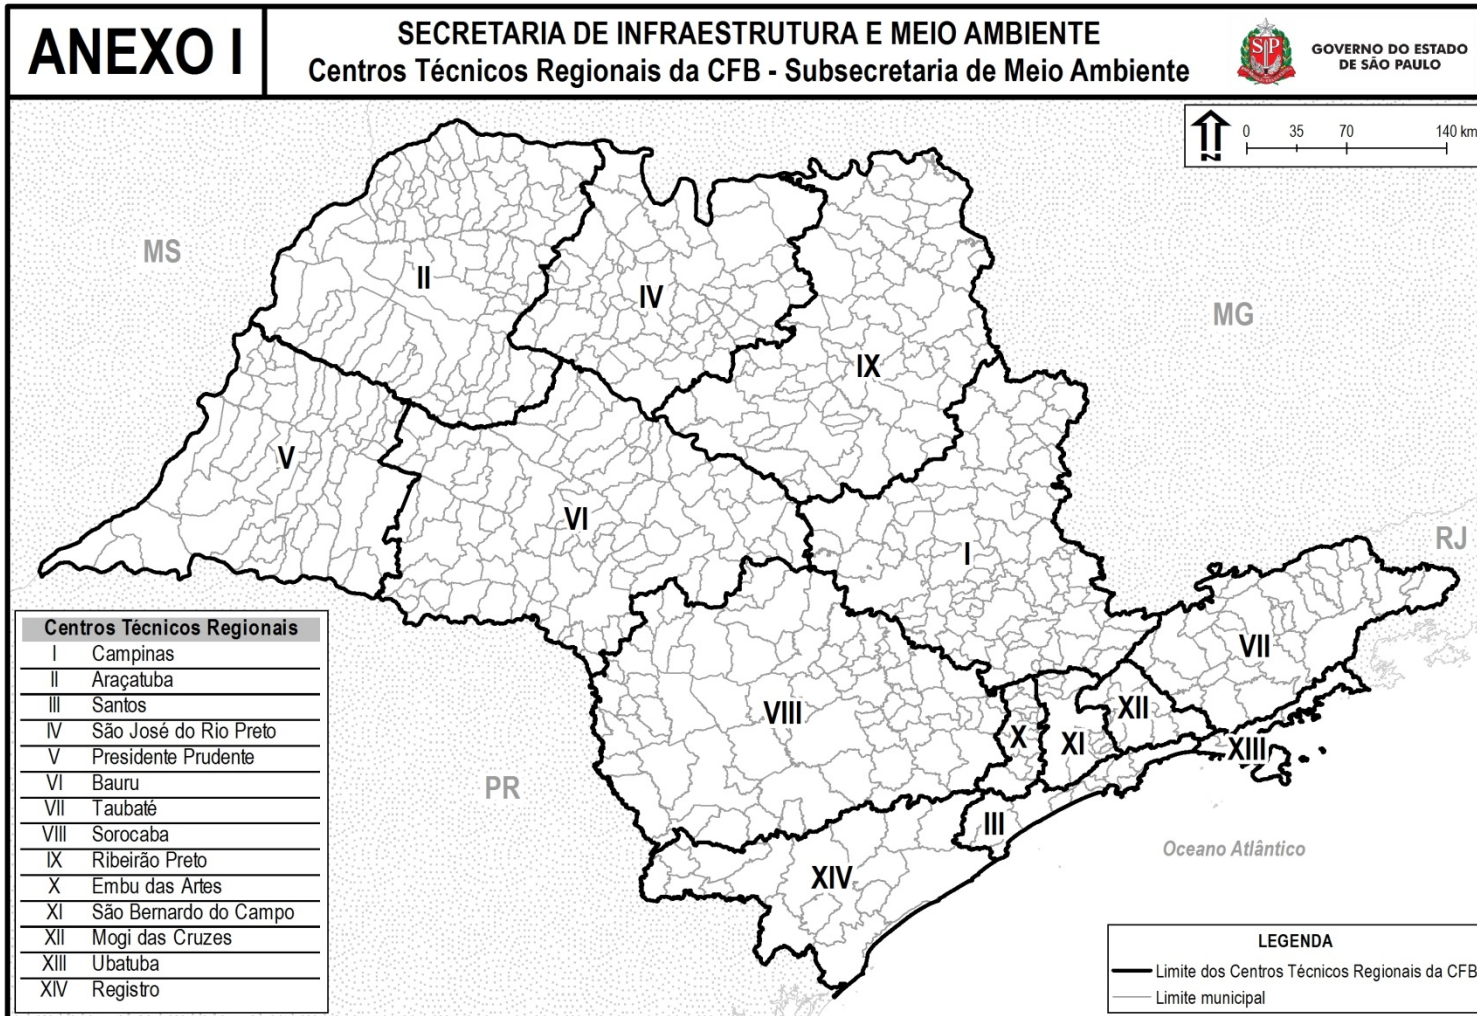 ANEXO I
SECRETARIA DE INFRAESTRUTURA E MEIO AMBIENTE
Centros Técnicos Regionais da CFB - Subsecretaria de Meio Ambiente
SP
GOVERNO DO ESTADO
DE SÃO PAULO
N
0 35 70 140 km
MS
II
IV
MG
IX
V
VI
I
RJ
VII
VIII
XII
X
XI
XIII
PR
III
XIV
Oceano Atlântico
Centros Técnicos Regionais
I Campinas
II Araçatuba
III Santos
IV São José do Rio Preto
V Presidente Prudente
VI Bauru
VII Taubaté
VIII Sorocaba
IX Ribeirão Preto
X Embu das Artes
XI São Bernardo do Campo
XII Mogi das Cruzes
XIII Ubatuba
XIV Registro
LEGENDA
Limite dos Centros Técnicos Regionais da CFB
Limite municipal